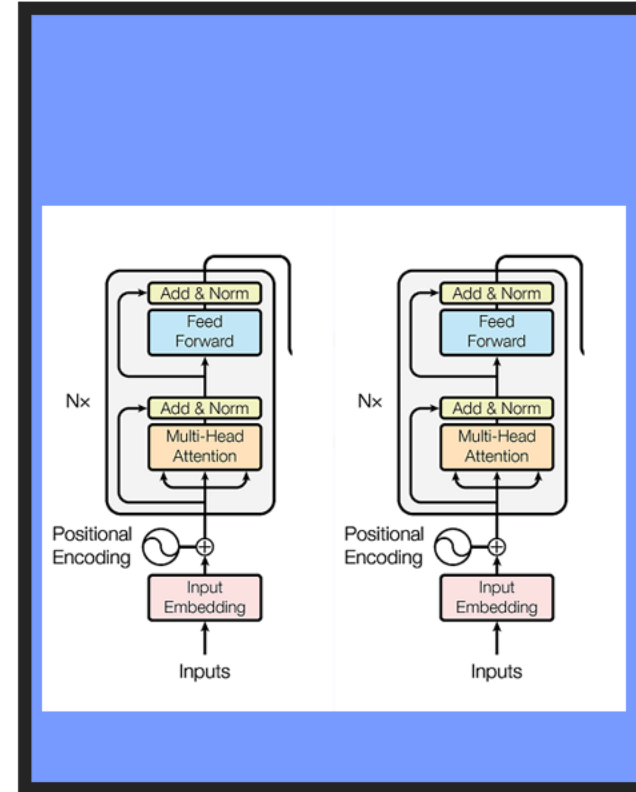 Add & Norm
Feed
Forward
Nx
Add & Norm
Multi-Head
Attention
Positional
Encoding
Input
Embedding
Inputs
Add & Norm
Feed
Forward
Nx
Add & Norm
Multi-Head
Attention
Positional
Encoding
Input
Embedding
Inputs